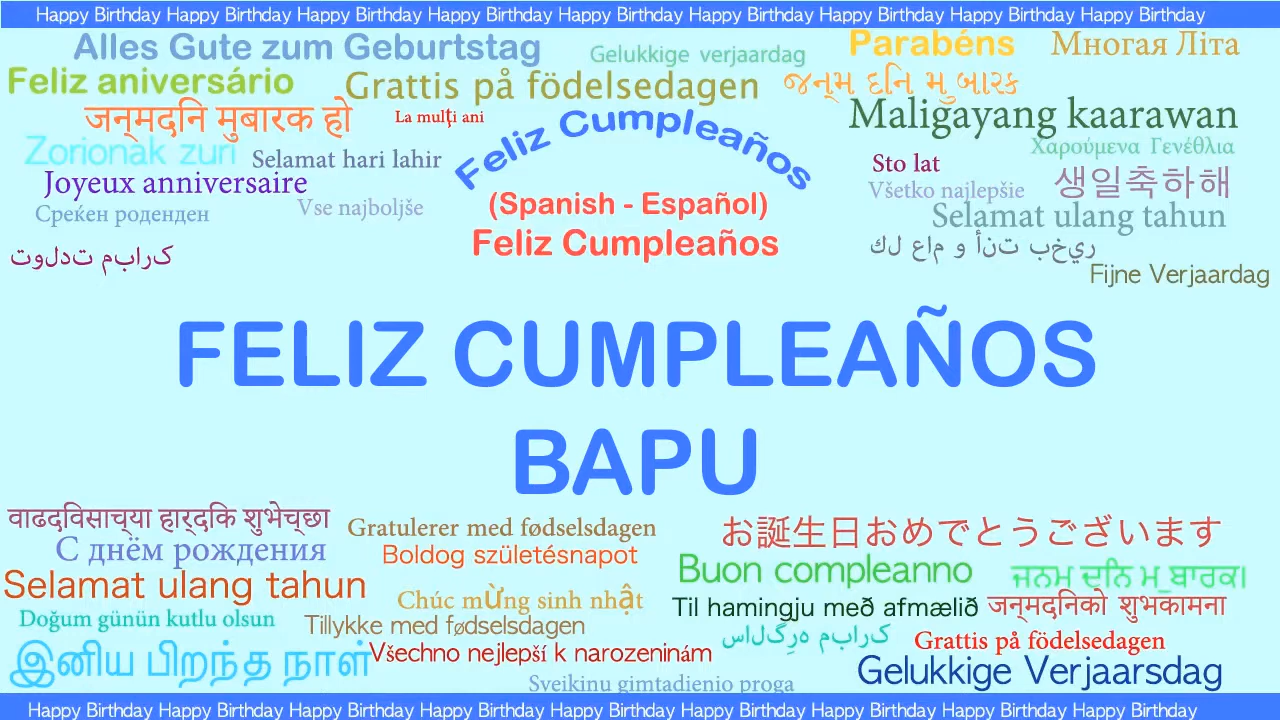 Happy Birthday Happy Birthday Happy Birthday Happy Birthday Happy Birthday Happy Birthday Happy Birthday Happy Birthday Happy Birthday
Alles Gute zum Geburtstag
Gelukkige verjaardag
Parabéns
Многая Літа
Feliz aniversário
Grattis på födelsedagen
જન્મ દિન મુબારક
जन्मदिन मुबारक हो
La mulţi ani
Feliz Cumpleaños
Maligayang kaarawan
Zorionak zuri
Selamat hari lahir
Χαρούμενα Γενέθλια
Sto lat
Joyeux anniversaire
(Spanish - Español)
Všetko najlepšie
생일축하해
Среќен роденден
Vse najboljše
Selamat ulang tahun
Feliz Cumpleaños
تولدت مبارک
كل عام و أنت بخير
Fijne Verjaardag
FELIZ CUMPLEAÑOS
BAPU
वाढदिवसाच्या हार्दिक शुभेच्छा
Gratulerer med fødselsdagen
お誕生日おめでとうございます
С днём рождения
Boldog születésnapot
Buon compleanno
ਜਨਮ ਦਿਨ ਮੁਬਾਰਕ।
Selamat ulang tahun
Chúc mừng sinh nhật
Til hamingju með afmælið
जन्मदिनको शुभकामना
Doğum günün kutlu olsun
Tillykke med fødselsdagen
سالگرہ مبارک
Grattis på födelsedagen
இனிய பிறந்த நாள்
Všechno nejlepší k narozeninám
Gelukkige Verjaarsdag
Sveikinu gimtadienio proga
Happy Birthday Happy Birthday Happy Birthday Happy Birthday Happy Birthday Happy Birthday Happy Birthday Happy Birthday Happy Birthday